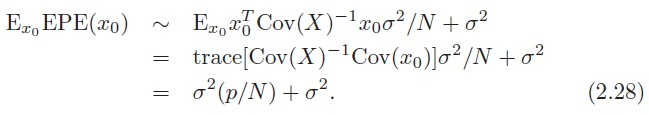 E_{x_0}EPE(x_0) ∼ E_{x_0}x_0^T Cov(X)^{-1}x_0σ^2/N + σ^2
= trace[Cov(X)^{-1}Cov(x_0)]σ^2/N + σ^2
= σ^2(p/N) + σ^2. (2.28)